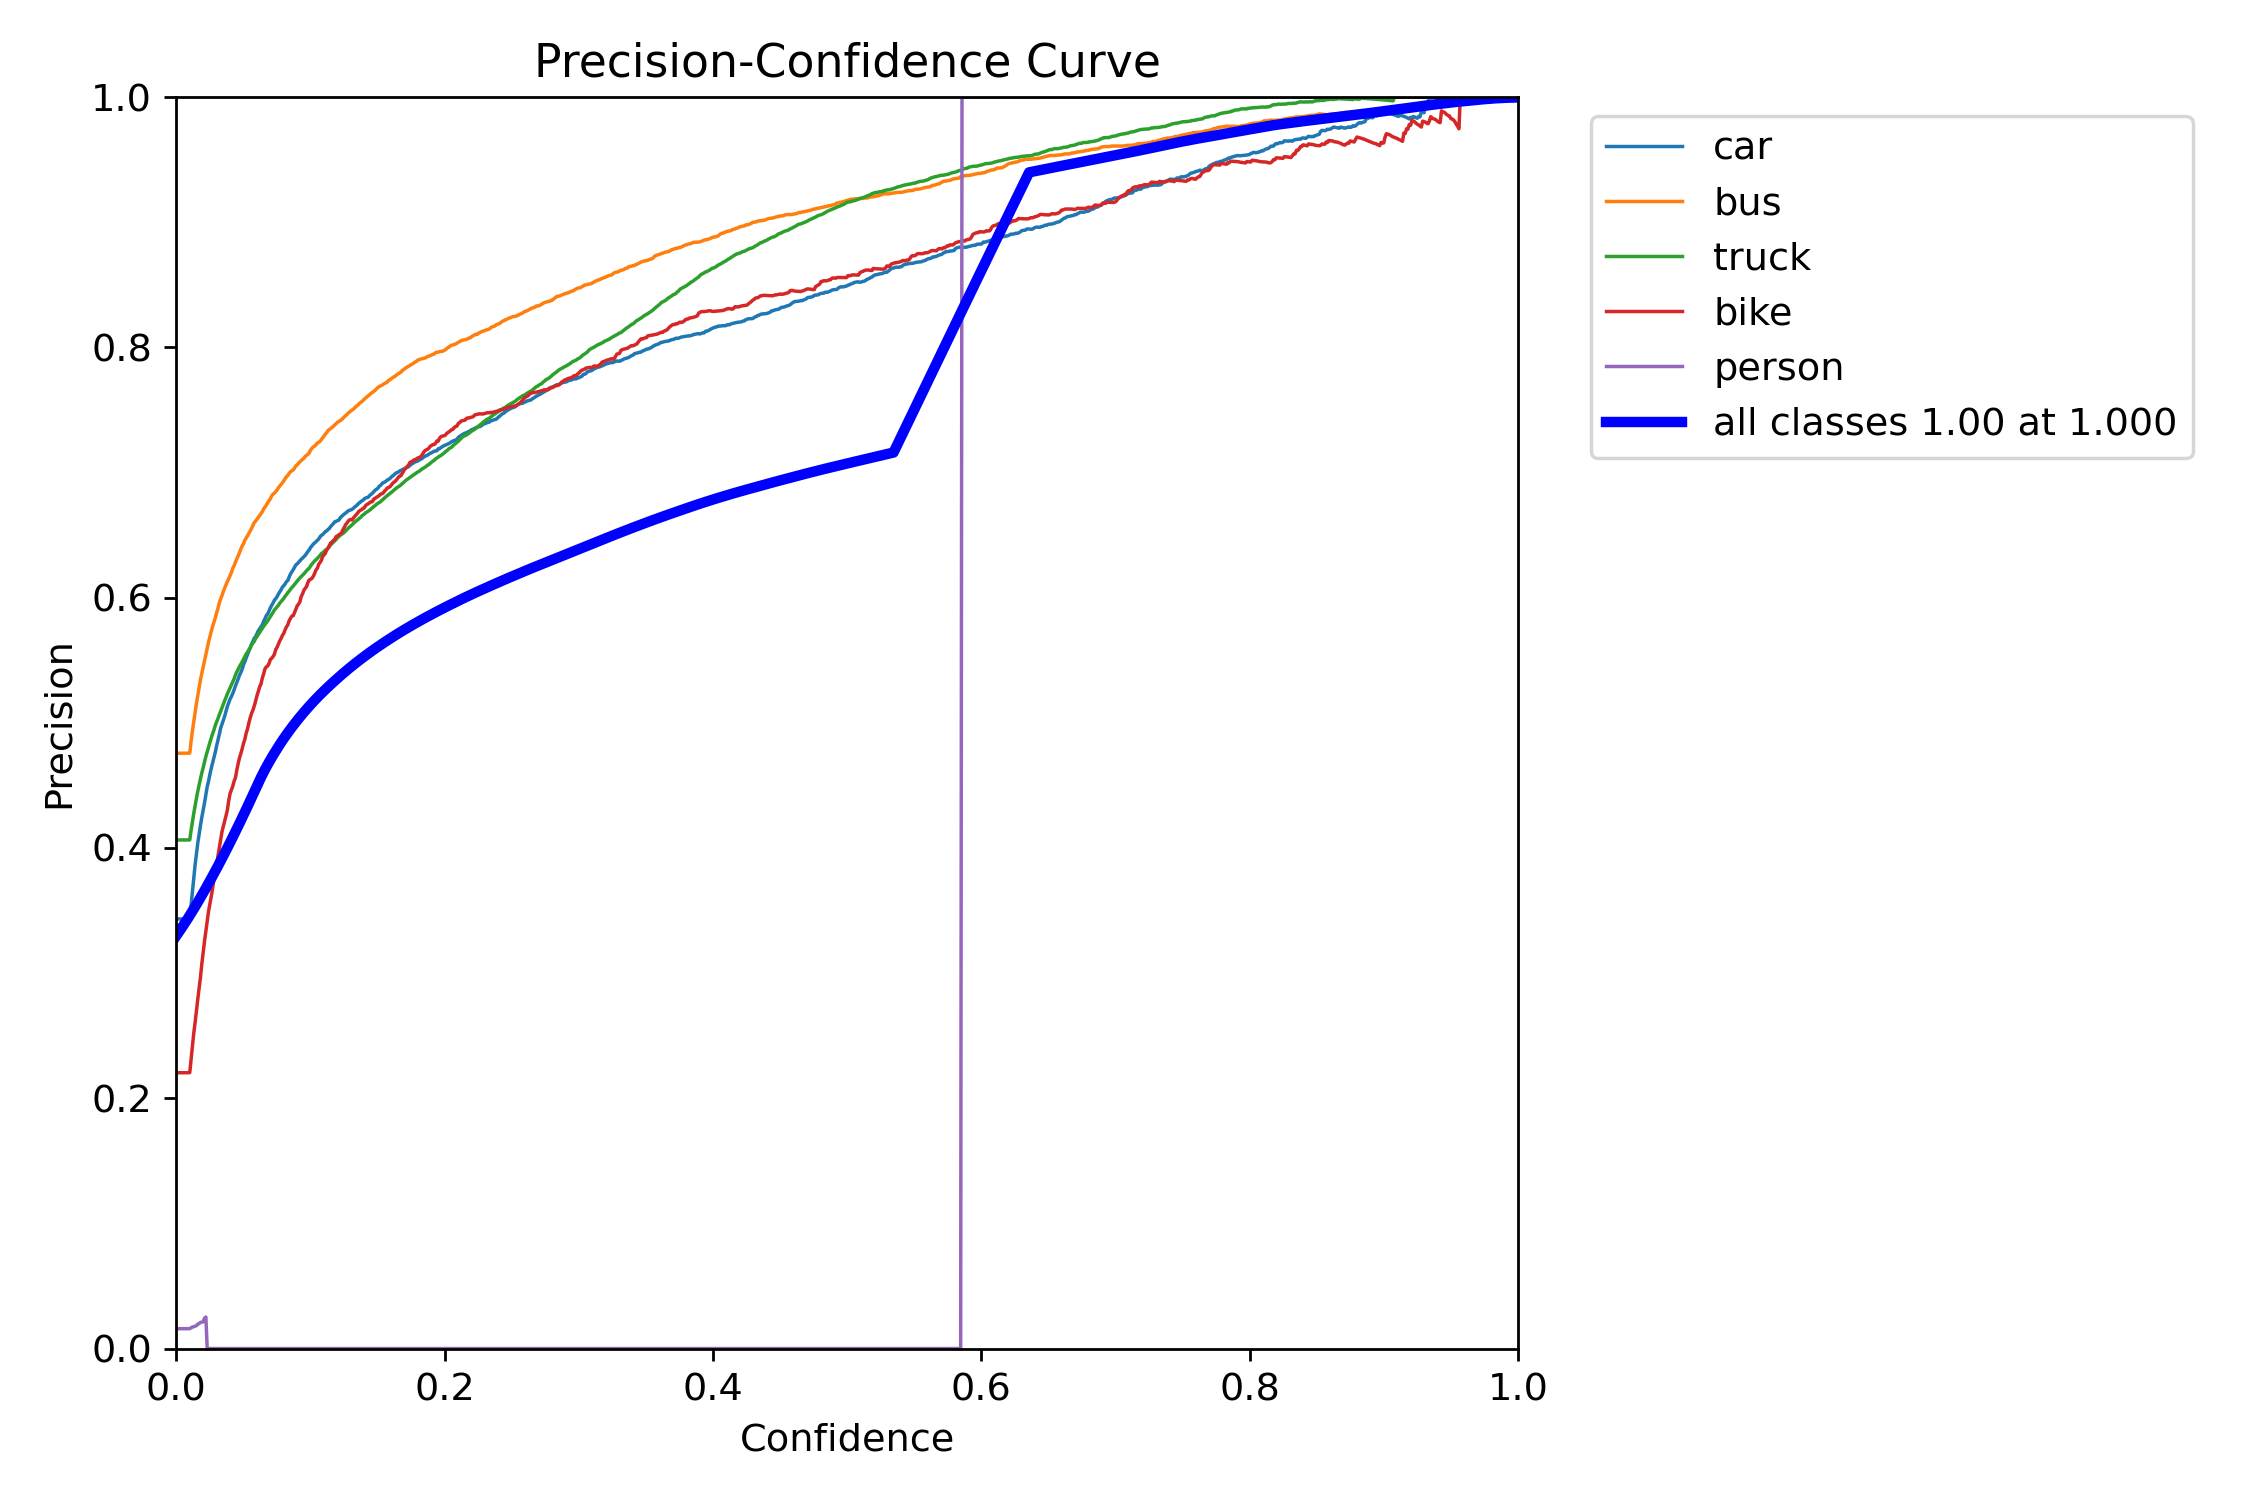 Precision-Confidence Curve
1.0
0.8
0.6
0.4
0.2
0.0
Precision
0.0 0.2 0.4 0.6 0.8 1.0
Confidence
car
bus
truck
bike
person
all classes 1.00 at 1.000